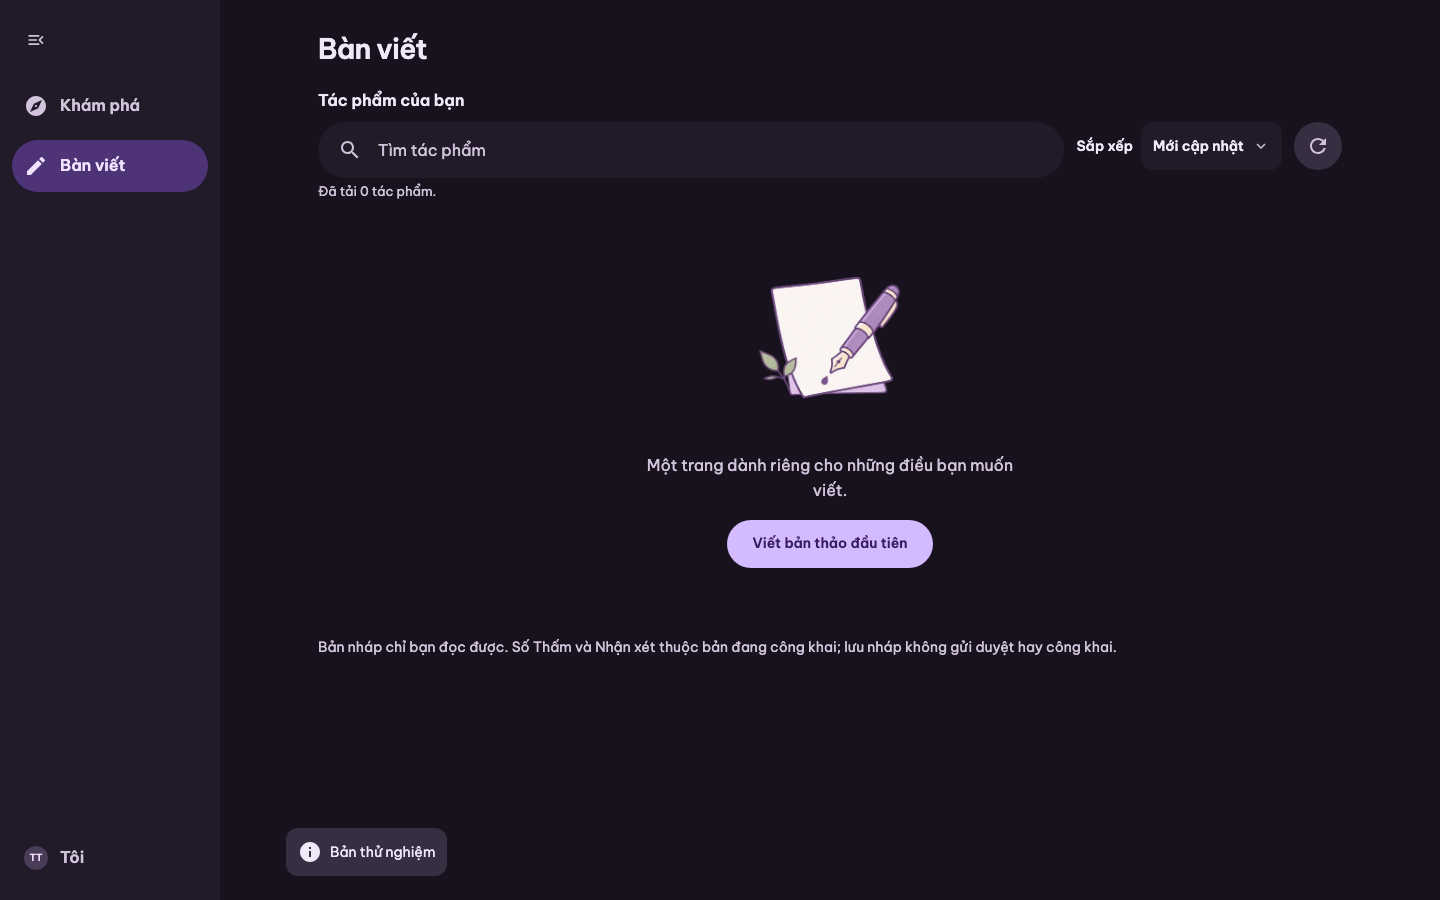 Bàn viết
Tác phẩm của bạn
Khám phá
Tìm tác phẩm
Sắp xếp
Mới cập nhật
Bàn viết
Đã tải 0 tác phẩm.
Một trang dành riêng cho những điều bạn muốn
viết.
Viết bản thảo đầu tiên
Bản nháp chỉ bạn đọc được. Số Thấm và Nhận xét thuộc bản đang công khai; lưu nháp không gửi duyệt hay công khai.
Bản thử nghiệm
TT
Tôi